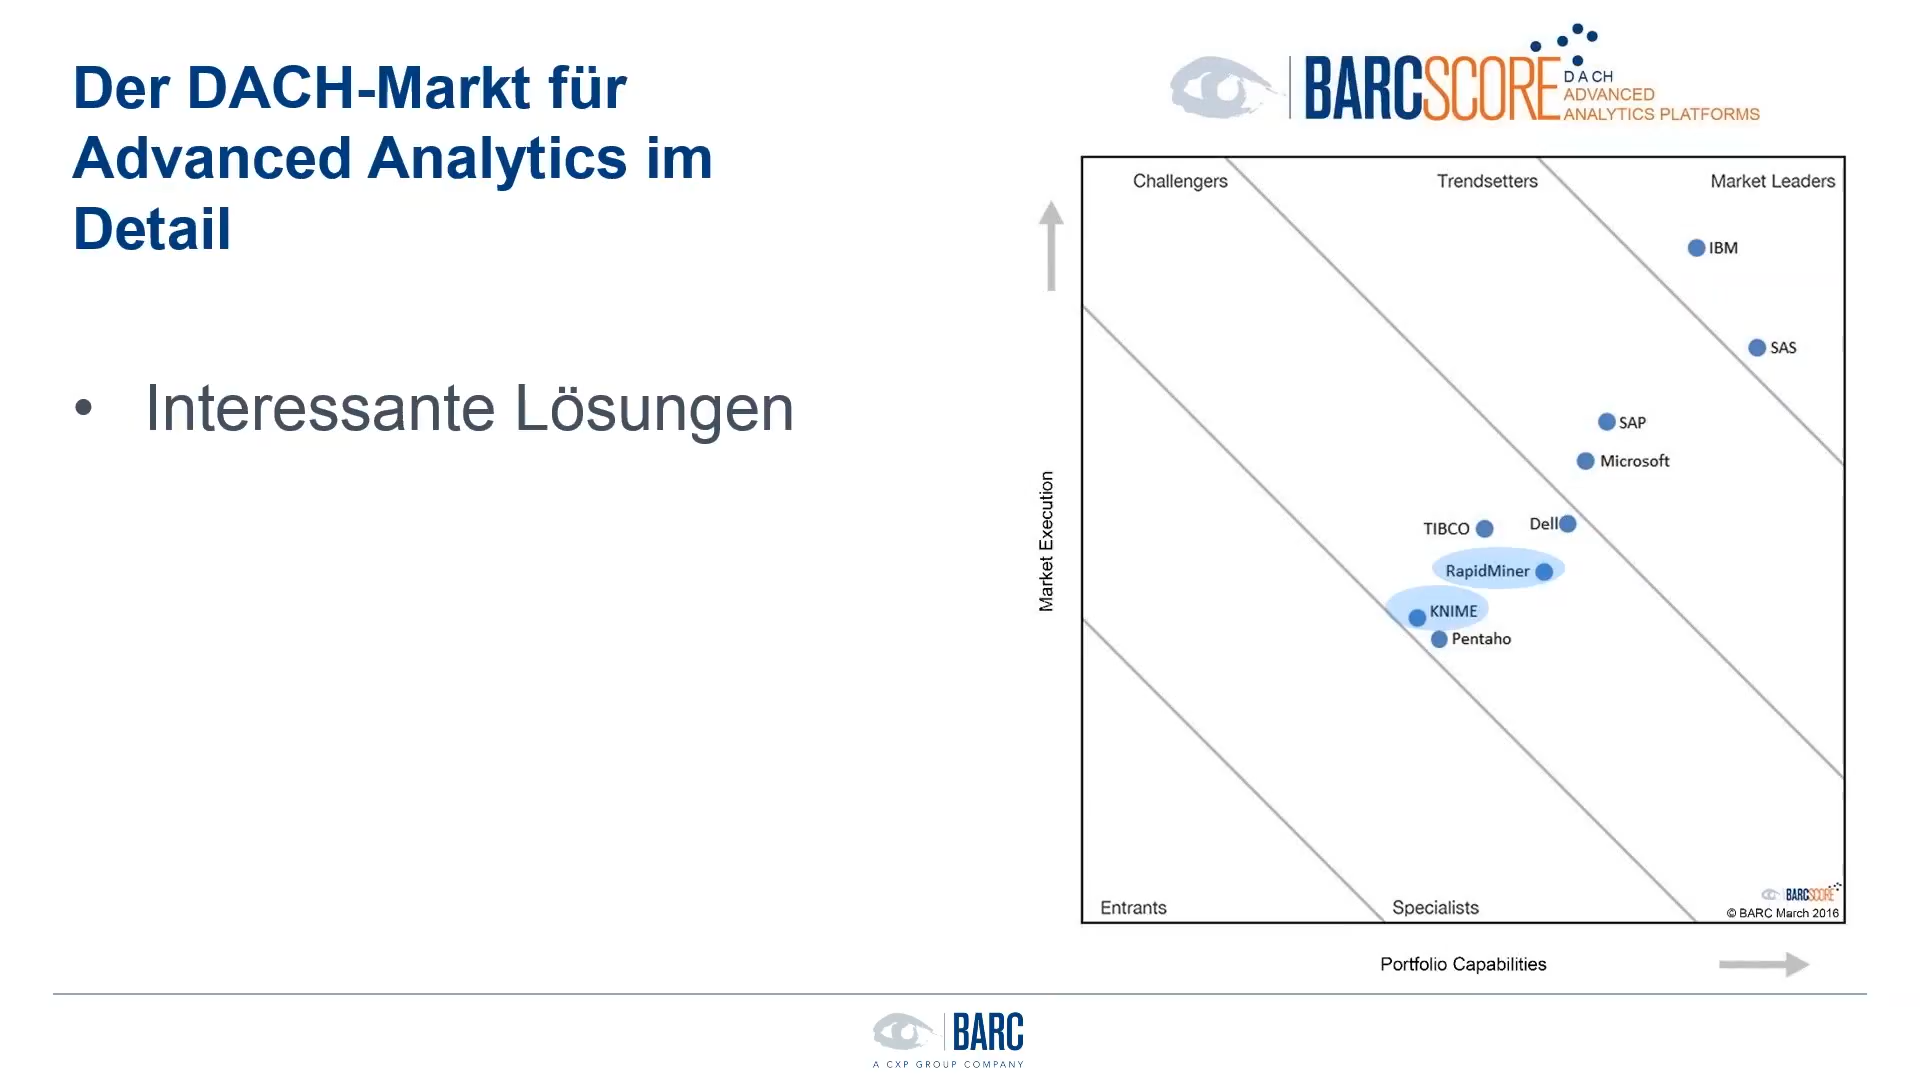 Der DACH-Markt für
Advanced Analytics im
Detail
• Interessante Lösungen
BARCSCORE
DACH
ADVANCED
ANALYTICS PLATFORMS
Challengers
Trendsetters
Market Leaders
IBM
SAS
SAP
Microsoft
TIBCO
Dell
RapidMiner
KNIME
Pentaho
Market Execution
Entrants
Specialists
BARCSCORE
© BARC March 2016
Portfolio Capabilities
BARC
A CXP GROUP COMPANY